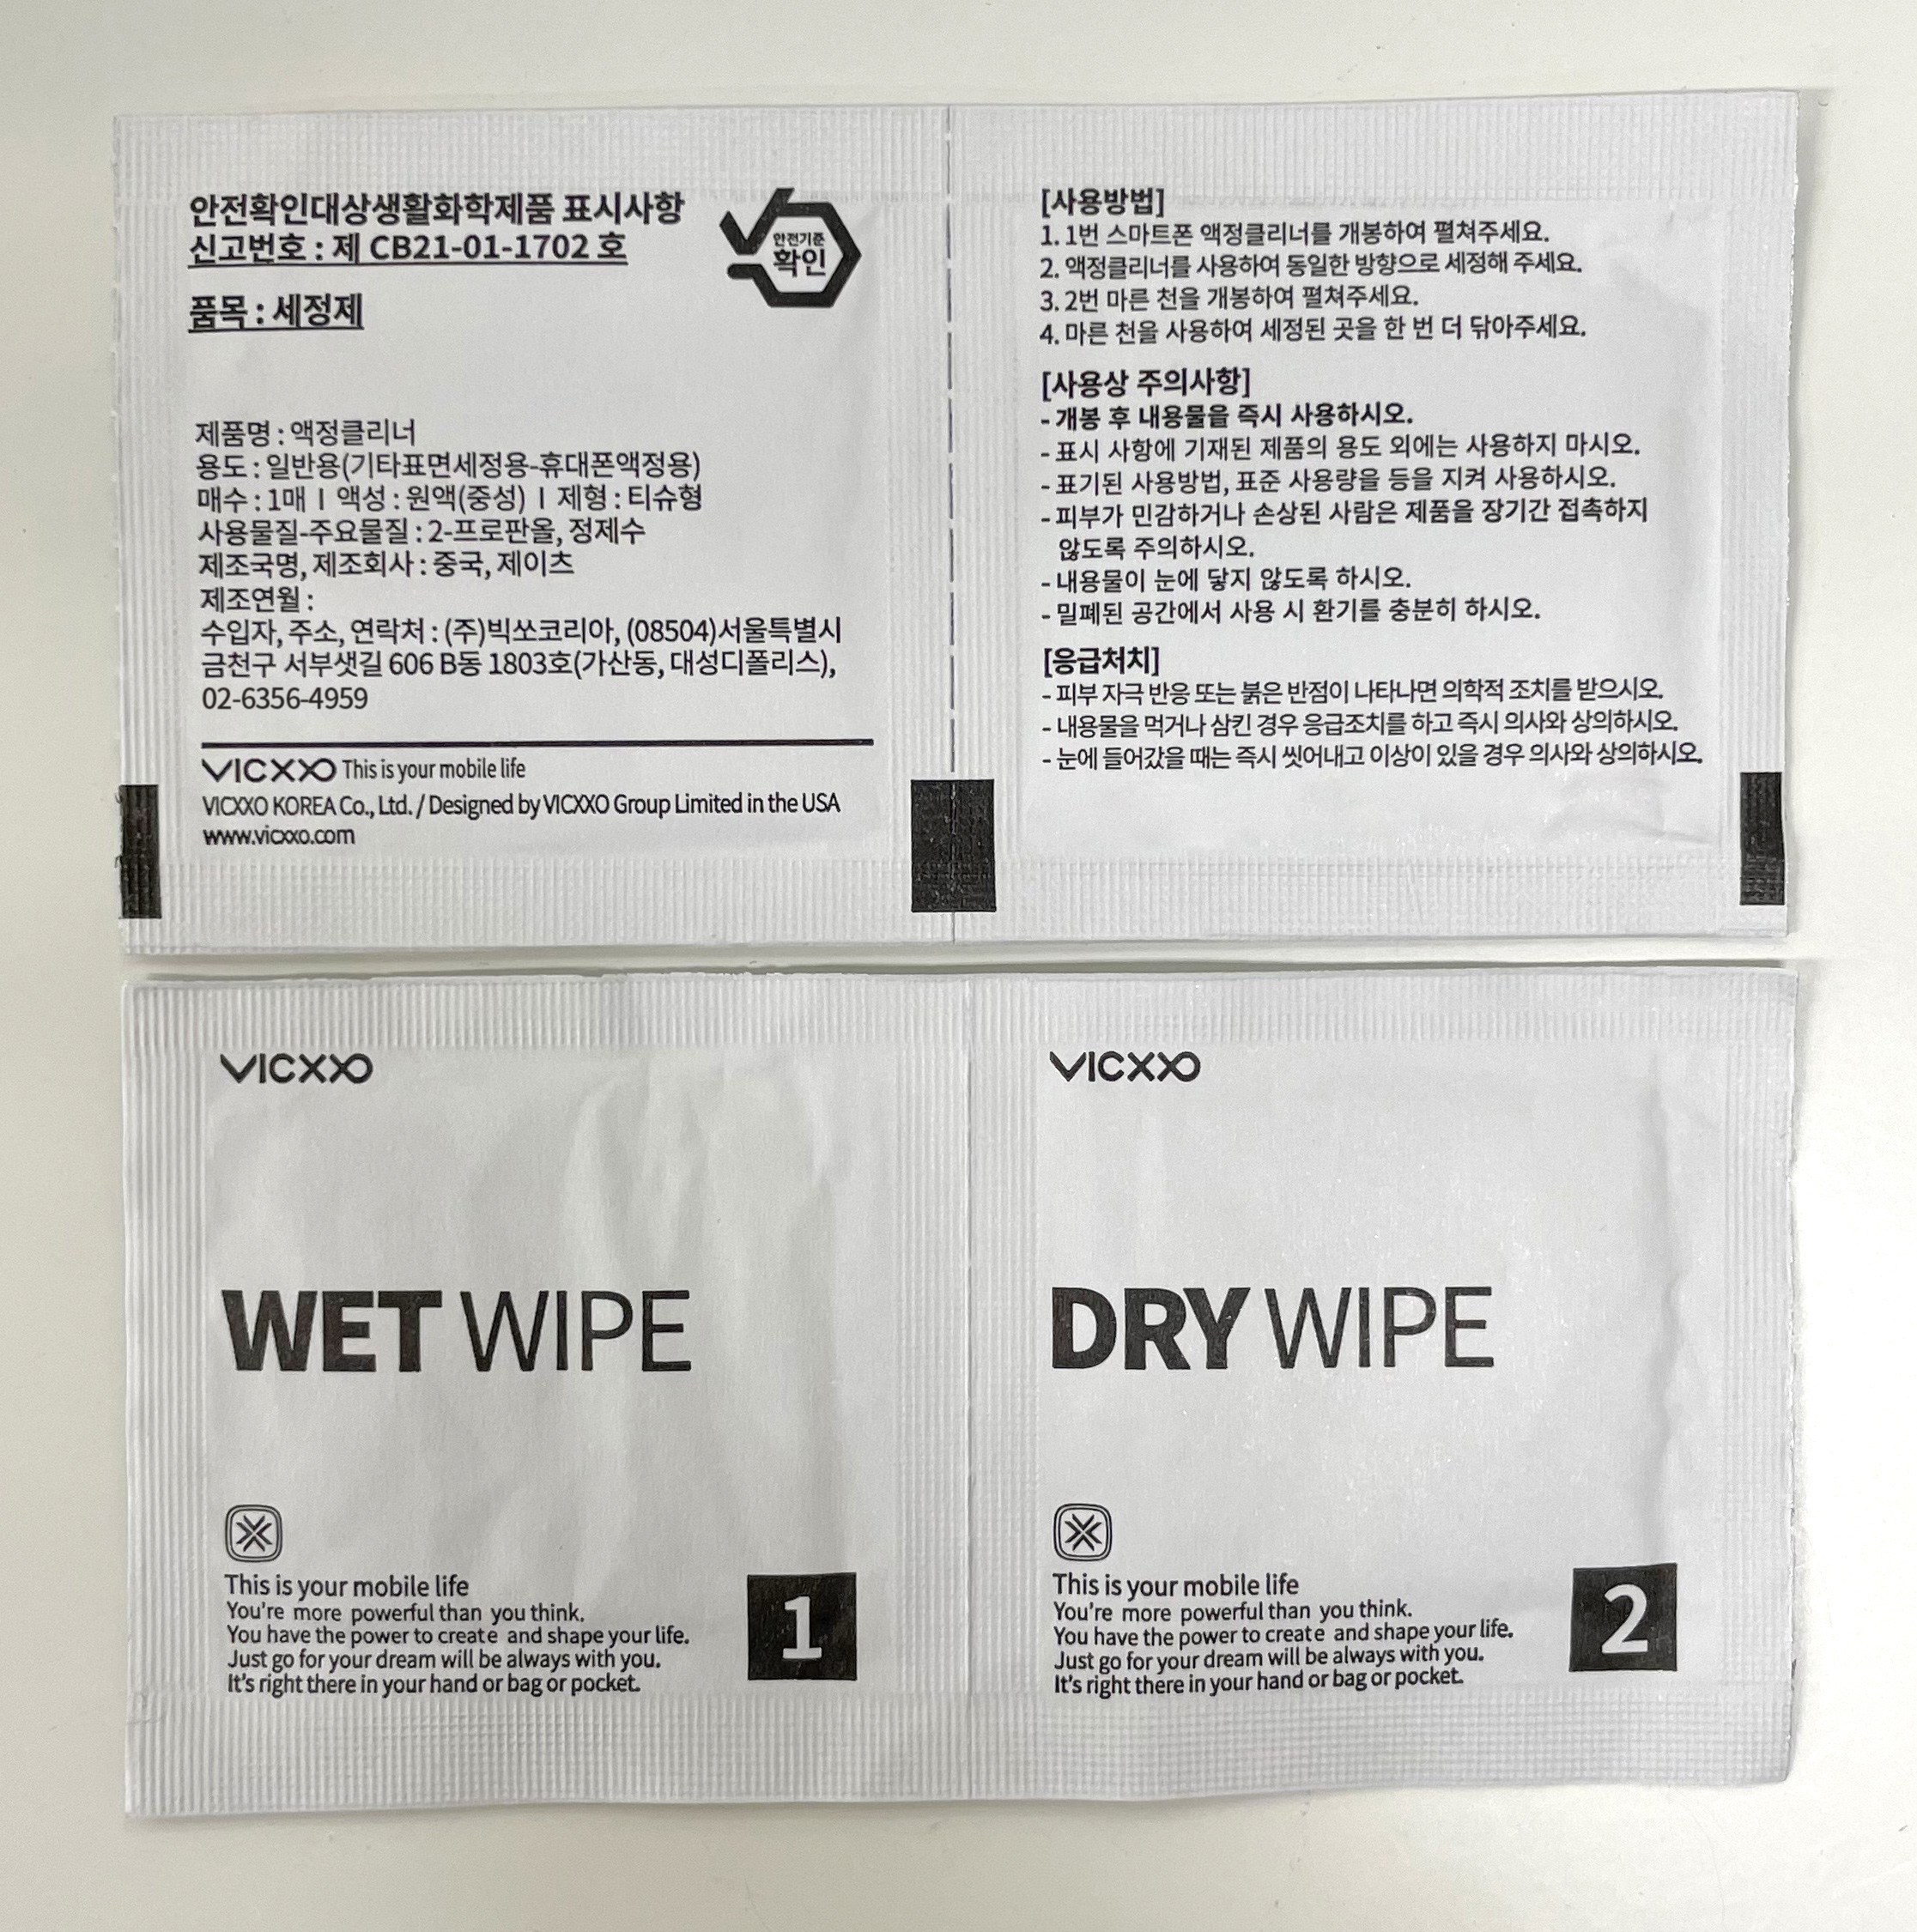 안전확인대상생활화학제품 표시사항
신고번호 : 제 CB21-01-1702 호
품목 : 세정제
안전기준
확인
제품명 : 액정클리너
용도 : 일반용(기타표면세정용-휴대폰액정용)
매수 : 1매 I 액성 : 원액(중성) I 제형 : 티슈형
사용물질-주요물질 : 2-프로판올, 정제수
제조국명, 제조회사 : 중국, 제이츠
제조연월 :
수입자, 주소, 연락처 : (주)빅쏘코리아, (08504)서울특별시
금천구 서부샛길 606 B동 1803호(가산동, 대성디폴리스),
02-6356-4959
VICXXO This is your mobile life
VICXXO KOREA Co., Ltd. / Designed by VICXXO Group Limited in the USA
www.vicxxo.com
[사용방법]
1. 1번 스마트폰 액정클리너를 개봉하여 펼쳐주세요.
2. 액정클리너를 사용하여 동일한 방향으로 세정해 주세요.
3. 2번 마른 천을 개봉하여 펼쳐주세요.
4. 마른 천을 사용하여 세정된 곳을 한 번 더 닦아주세요.
[사용상 주의사항]
- 개봉 후 내용물을 즉시 사용하시오.
- 표시 사항에 기재된 제품의 용도 외에는 사용하지 마시오.
- 표기된 사용방법, 표준 사용량을 등을 지켜 사용하시오.
- 피부가 민감하거나 손상된 사람은 제품을 장기간 접촉하지
않도록 주의하시오.
- 내용물이 눈에 닿지 않도록 하시오.
- 밀폐된 공간에서 사용 시 환기를 충분히 하시오.
[응급처치]
- 피부 자극 반응 또는 붉은 반점이 나타나면 의학적 조치를 받으시오.
- 내용물을 먹거나 삼킨 경우 응급조치를 하고 즉시 의사와 상의하시오.
- 눈에 들어갔을 때는 즉시 씻어내고 이상이 있을 경우 의사와 상의하시오.
VICXXO
WET WIPE
This is your mobile life
You're more powerful than you think.
You have the power to create and shape your life.
Just go for your dream will be always with you.
It's right there in your hand or bag or pocket.
1
VICXXO
DRY WIPE
This is your mobile life
You're more powerful than you think.
You have the power to create and shape your life.
Just go for your dream will be always with you.
It's right there in your hand or bag or pocket.
2